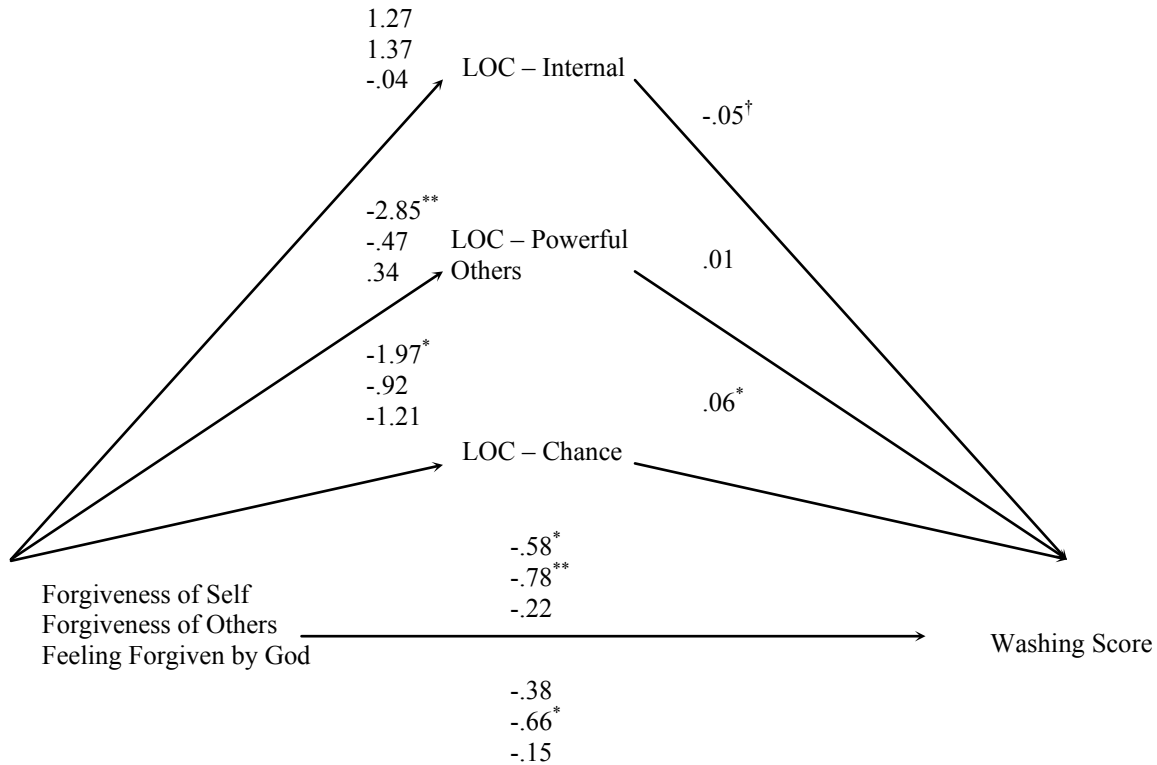 1.27
1.37
-.04
LOC – Internal
-.05†
-2.85**
-.47
.34
LOC – Powerful
Others
.01
-1.97*
-.92
-1.21
.06*
LOC – Chance
-.58*
-.78**
-.22
Forgiveness of Self
Forgiveness of Others
Feeling Forgiven by God
Washing Score
-.38
-.66*
-.15